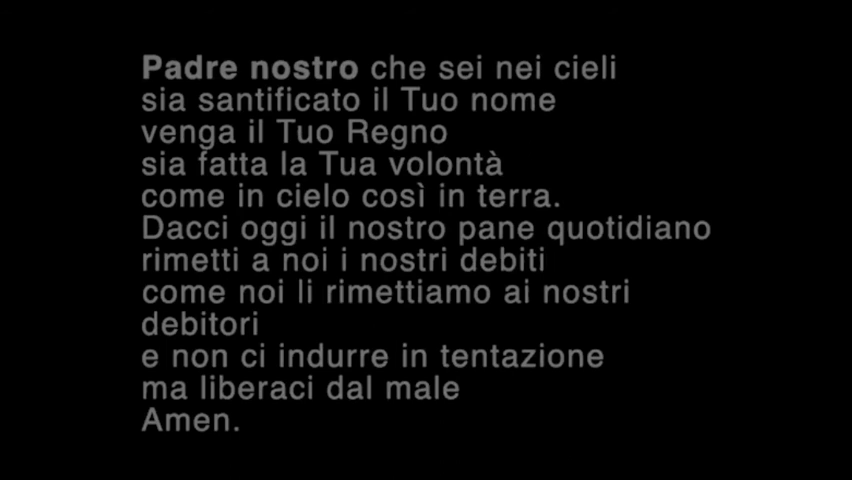 Padre nostro che sei nei cieli
sia santificato il Tuo nome
venga il Tuo Regno
sia fatta la Tua volontà
come in cielo così in terra.
Dacci oggi il nostro pane quotidiano
rimetti a noi i nostri debiti
come noi li rimettiamo ai nostri
debitori
e non ci indurre in tentazione
ma liberaci dal male
Amen.